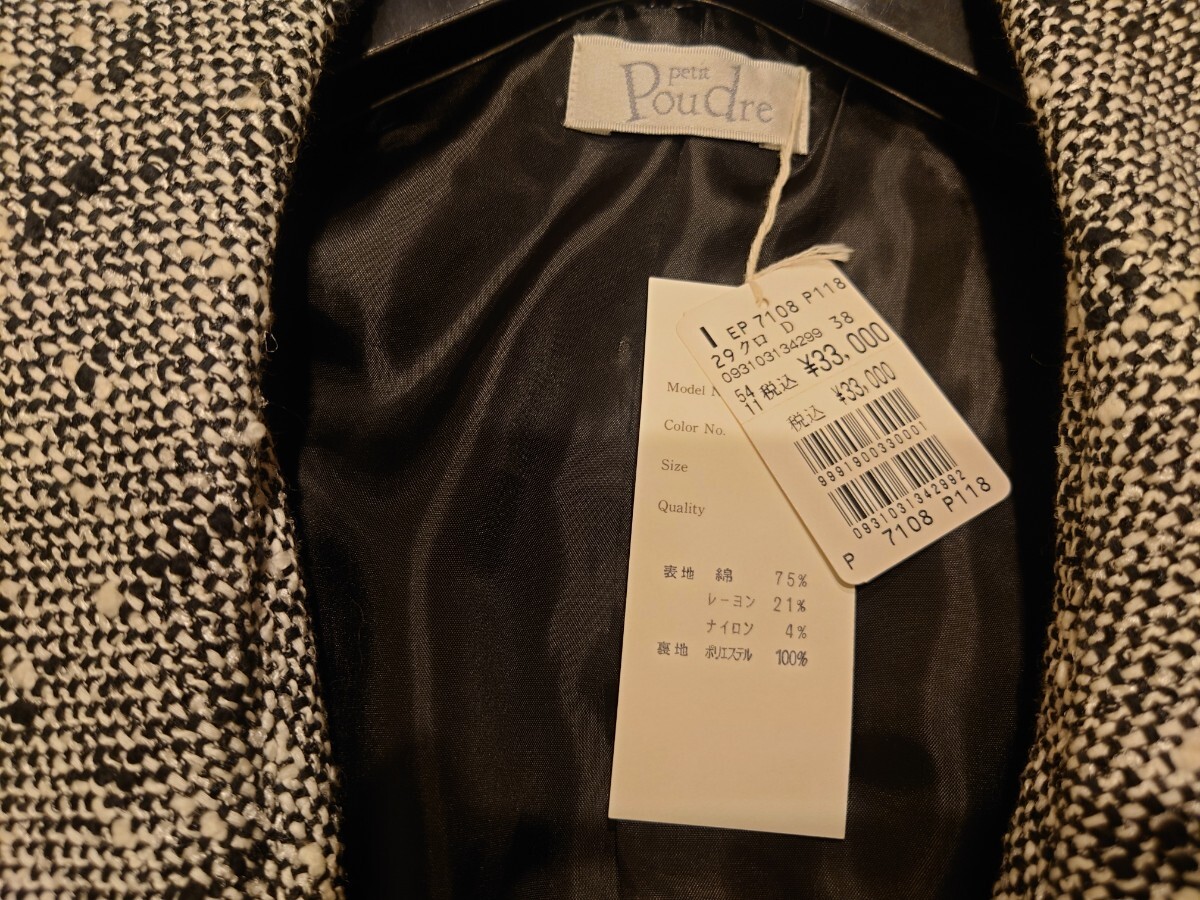 petit
Poudre
EP 7108 P118
29 クロ D
093103134299 38
54
11 税込 ¥33,000
税込 ¥33,000
9991900330001
0931031342992
P 7108 P118
Model
Color No.
Size
Quality
表地 綿 75%
レーヨン 21%
ナイロン 4%
裏地 ポリエステル 100%